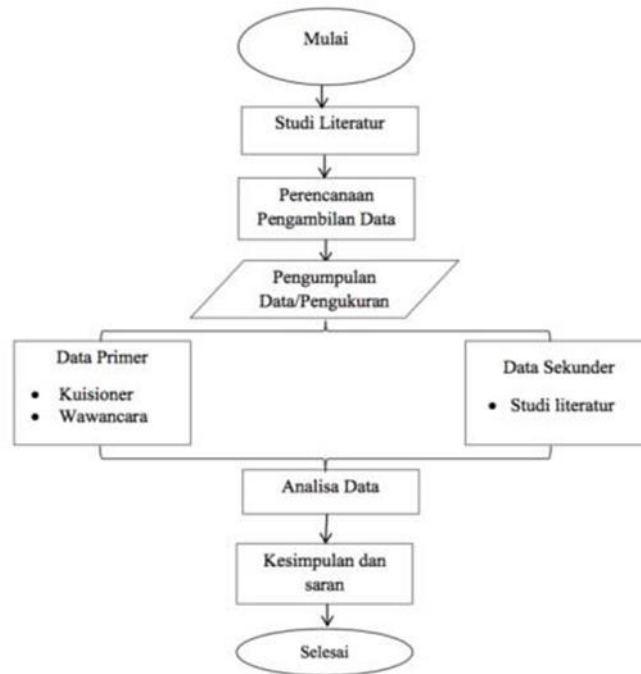 Mulai
Studi Literatur
Perencanaan
Pengambilan Data
Pengumpulan
Data/Pengukuran
Data Primer
• Kuisioner
• Wawancara
Data Sekunder
• Studi literatur
Analisa Data
Kesimpulan dan
saran
Selesai